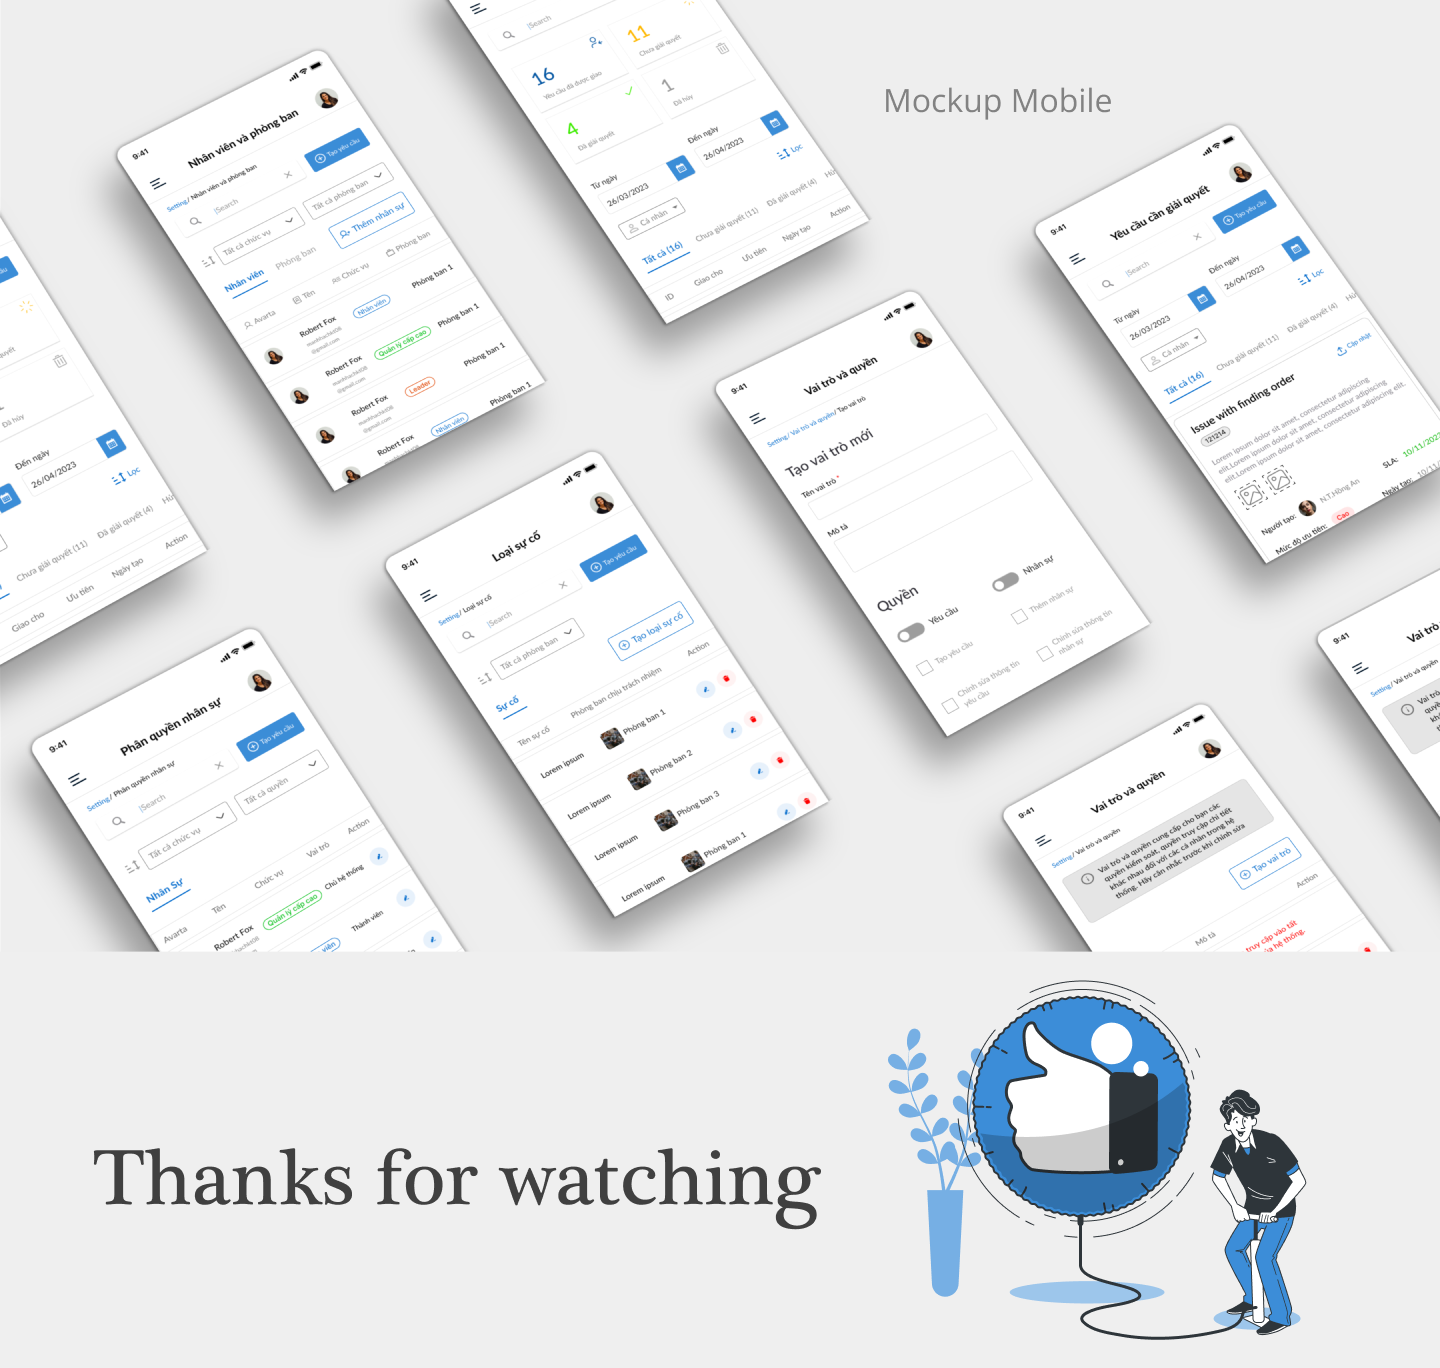 Mockup Mobile
9:41
Nhân viên và phòng ban
Setting/ Nhân viên và phòng ban
Tạo yêu cầu
Search
Tất cả chức vụ
Tất cả phòng ban
Thêm nhân sự
Nhân viên
Phòng ban
Avarta
Tên
Chức vụ
Phòng ban
Robert Fox
manhhachkt08
@gmail.com
Nhân viên
Phòng ban 1
Robert Fox
manhhachkt08
@gmail.com
Quản lý cấp cao
Phòng ban 1
Robert Fox
manhhachkt08
@gmail.com
Leader
Phòng ban 1
Robert Fox
Nhân viên
Phòng ban 1
Search
16
Yêu cầu đã được giao
11
Chưa giải quyết
4
Đã giải quyết
1
Đã hủy
Từ ngày
26/03/2023
Đến ngày
26/04/2023
Lọc
Cá nhân
Tất cả (16)
Chưa giải quyết (11)
Đã giải quyết (4)
ID
Giao cho
Ưu tiên
Ngày tạo
Action
9:41
Yêu cầu cần giải quyết
Tạo yêu cầu
Search
Từ ngày
26/03/2023
Đến ngày
26/04/2023
Lọc
Cá nhân
Tất cả (16)
Chưa giải quyết (11)
Đã giải quyết (4)
Cập nhật
Issue with finding order
121214
Lorem ipsum dolor sit amet, consectetur adipiscing
elit.Lorem ipsum dolor sit amet, consectetur adipiscing
elit.Lorem ipsum dolor sit amet, consectetur adipiscing elit.
SLA:
10/11/2023
Người tạo:
N.T.Hồng An
Ngày tạo:
10/11/
Mức độ ưu tiên:
Cao
Đã hủy
Đến ngày
26/04/2023
Lọc
Chưa giải quyết (11)
Đã giải quyết (4)
Giao cho
Ưu tiên
Ngày tạo
Action
9:41
Vai trò và quyền
Setting/ Vai trò và quyền/ Tạo vai trò
Tạo vai trò mới
Tên vai trò *
Mô tả
Quyền
Yêu cầu
Nhân sự
Tạo yêu cầu
Thêm nhân sự
Chỉnh sửa thông tin
yêu cầu
Chỉnh sửa thông tin
nhân sự
9:41
Loại sự cố
Setting/ Loại sự cố
Tạo yêu cầu
Search
Tất cả phòng ban
Tạo loại sự cố
Sự cố
Tên sự cố
Phòng ban chịu trách nhiệm
Action
Lorem ipsum
Phòng ban 1
Lorem ipsum
Phòng ban 2
Lorem ipsum
Phòng ban 3
Lorem ipsum
Phòng ban 1
9:41
Phân quyền nhân sự
Setting/ Phân quyền nhân sự
Tạo yêu cầu
Search
Tất cả chức vụ
Tất cả quyền
Nhân Sự
Avarta
Tên
Chức vụ
Vai trò
Action
Robert Fox
Quản lý cấp cao
Chủ hệ thống
Robert Fox
viên
Thành viên
9:41
Vai trò và quyền
Setting/ Vai trò và quyền
Vai trò và quyền cung cấp cho bạn các
quyền kiểm soát, quyền truy cập chi tiết
khác nhau đối với các cá nhân trong hệ
thống. Hãy cân nhắc trước khi chỉnh sửa
Tạo vai trò
Mô tả
Action
truy cập vào tất
hệ thống.
9:41
Vai trò
Setting/ Vai trò và quyền
Vai trò
Thanks for watching